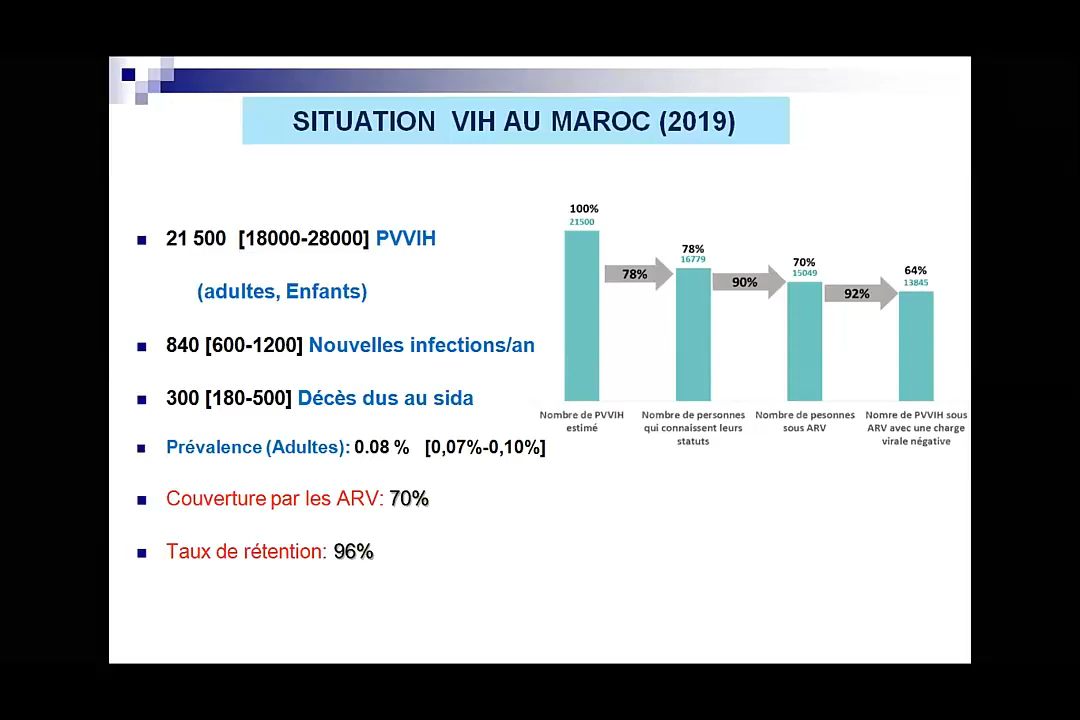 SITUATION VIH AU MAROC (2019)
21 500 [18000-28000] PVVIH
(adultes, Enfants)
840 [600-1200] Nouvelles infections/an
300 [180-500] Décès dus au sida
Prévalence (Adultes): 0.08 % [0,07%-0,10%]
Couverture par les ARV: 70%
Taux de rétention: 96%
100%
21500
78%
78%
16779
90%
70%
15049
92%
64%
13845
Nombre de PVVIH
estimé
Nombre de personnes
qui connaissent leurs
statuts
Nombre de pesonnes
sous ARV
Nomre de PVVIH sous
ARV avec une charge
virale négative